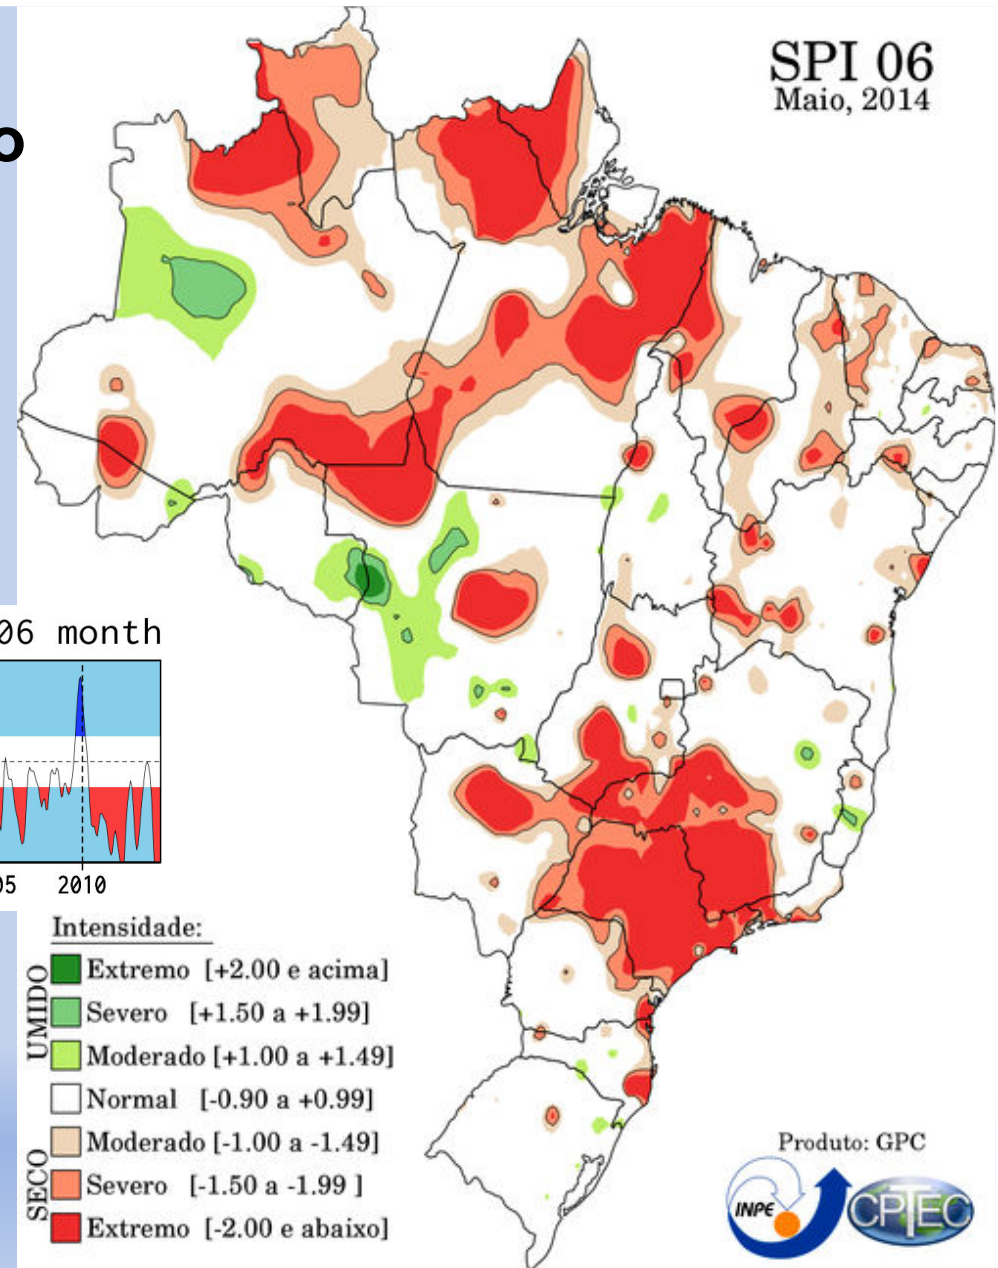 SPI 06
Maio, 2014
o
06 month
05 2010
Intensidade:
UMIDO
Extremo [+2.00 e acima]
Severo [+1.50 a +1.99]
Moderado [+1.00 a +1.49]
Normal [-0.90 a +0.99]
SECO
Moderado [-1.00 a -1.49]
Severo [-1.50 a -1.99 ]
Extremo [-2.00 e abaixo]
Produto: GPC
INPE
CPTEC